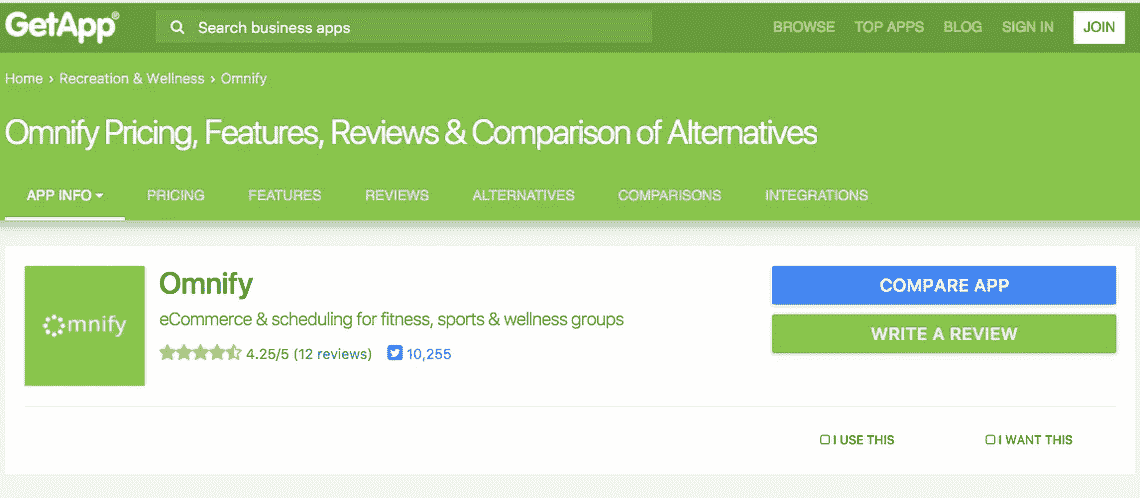 GetApp® Search business apps BROWSE TOP APPS BLOG SIGN IN JOIN
Home › Recreation & Wellness › Omnify
Omnify Pricing, Features, Reviews & Comparison of Alternatives
APP INFO PRICING FEATURES REVIEWS ALTERNATIVES COMPARISONS INTEGRATIONS
Omnify
Omnify
eCommerce & scheduling for fitness, sports & wellness groups
4.25/5 (12 reviews) 10,255
COMPARE APP
WRITE A REVIEW
I USE THIS I WANT THIS